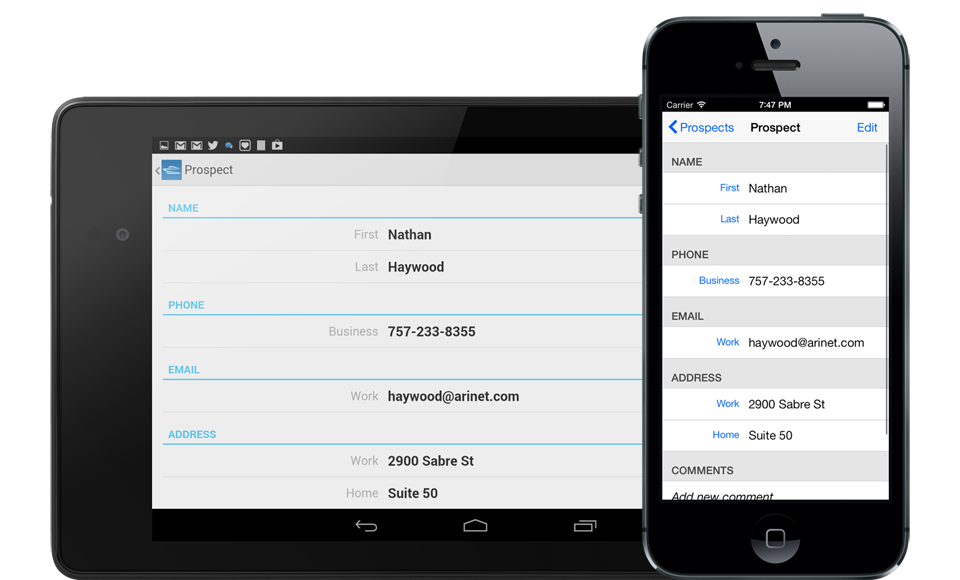 Prospect
NAME
First Nathan
Last Haywood
PHONE
Business 757-233-8355
EMAIL
Work haywood@arinet.com
ADDRESS
Work 2900 Sabre St
Home Suite 50
Carrier 7:47 PM
Prospects Prospect Edit
NAME
First Nathan
Last Haywood
PHONE
Business 757-233-8355
EMAIL
Work haywood@arinet.com
ADDRESS
Work 2900 Sabre St
Home Suite 50
COMMENTS
Add new comment